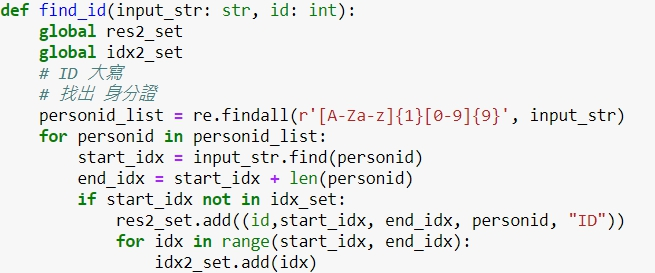 def find_id(input_str: str, id: int):
    global res2_set
    global idx2_set
    # ID 大寫
    # 找出 身分證
    personid_list = re.findall(r'[A-Za-z]{1}[0-9]{9}', input_str)
    for personid in personid_list:
        start_idx = input_str.find(personid)
        end_idx = start_idx + len(personid)
        if start_idx not in idx_set:
            res2_set.add((id,start_idx, end_idx, personid, "ID"))
            for idx in range(start_idx, end_idx):
                idx2_set.add(idx)